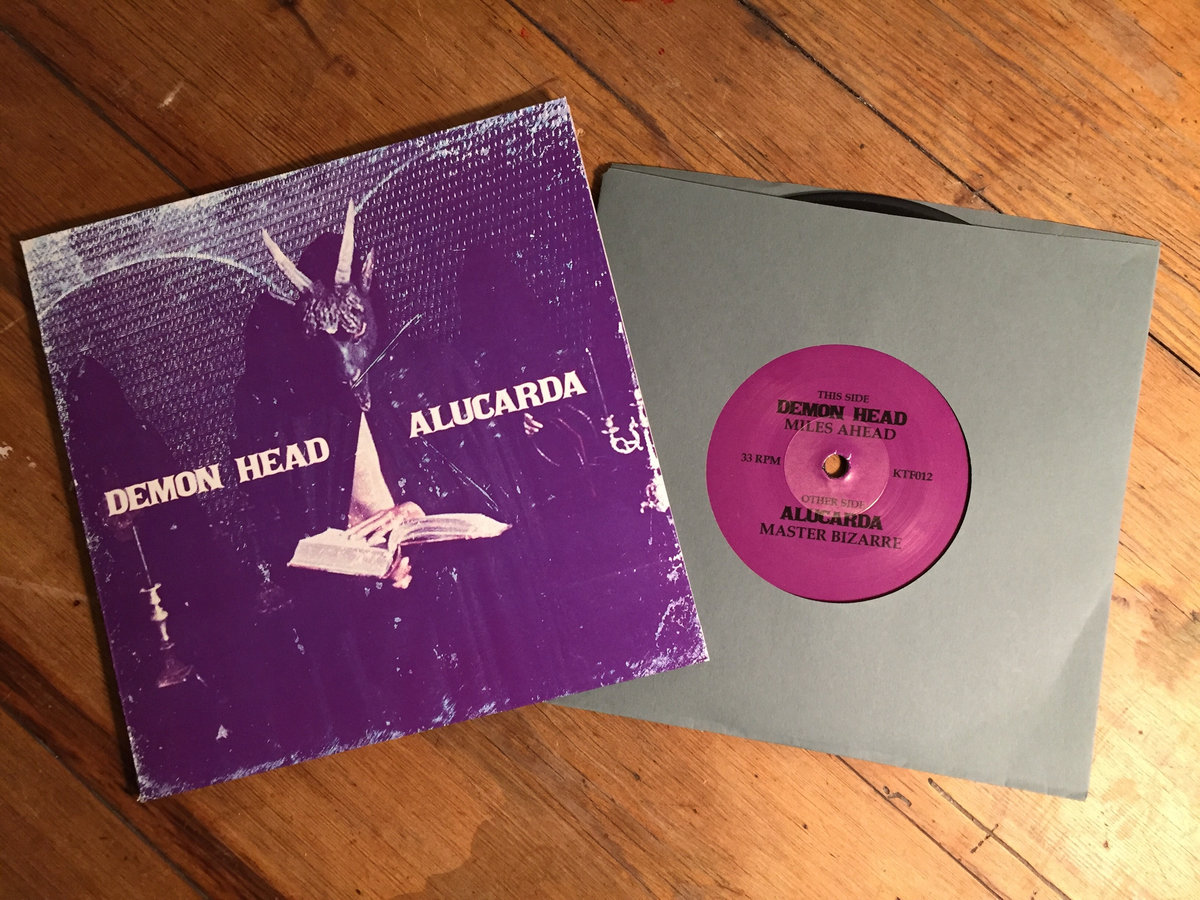 DEMON HEAD
ALUCARDA
THIS SIDE
DEMON HEAD
MILES AHEAD
33 RPM
KTF012
OTHER SIDE
ALUCARDA
MASTER BIZARRE